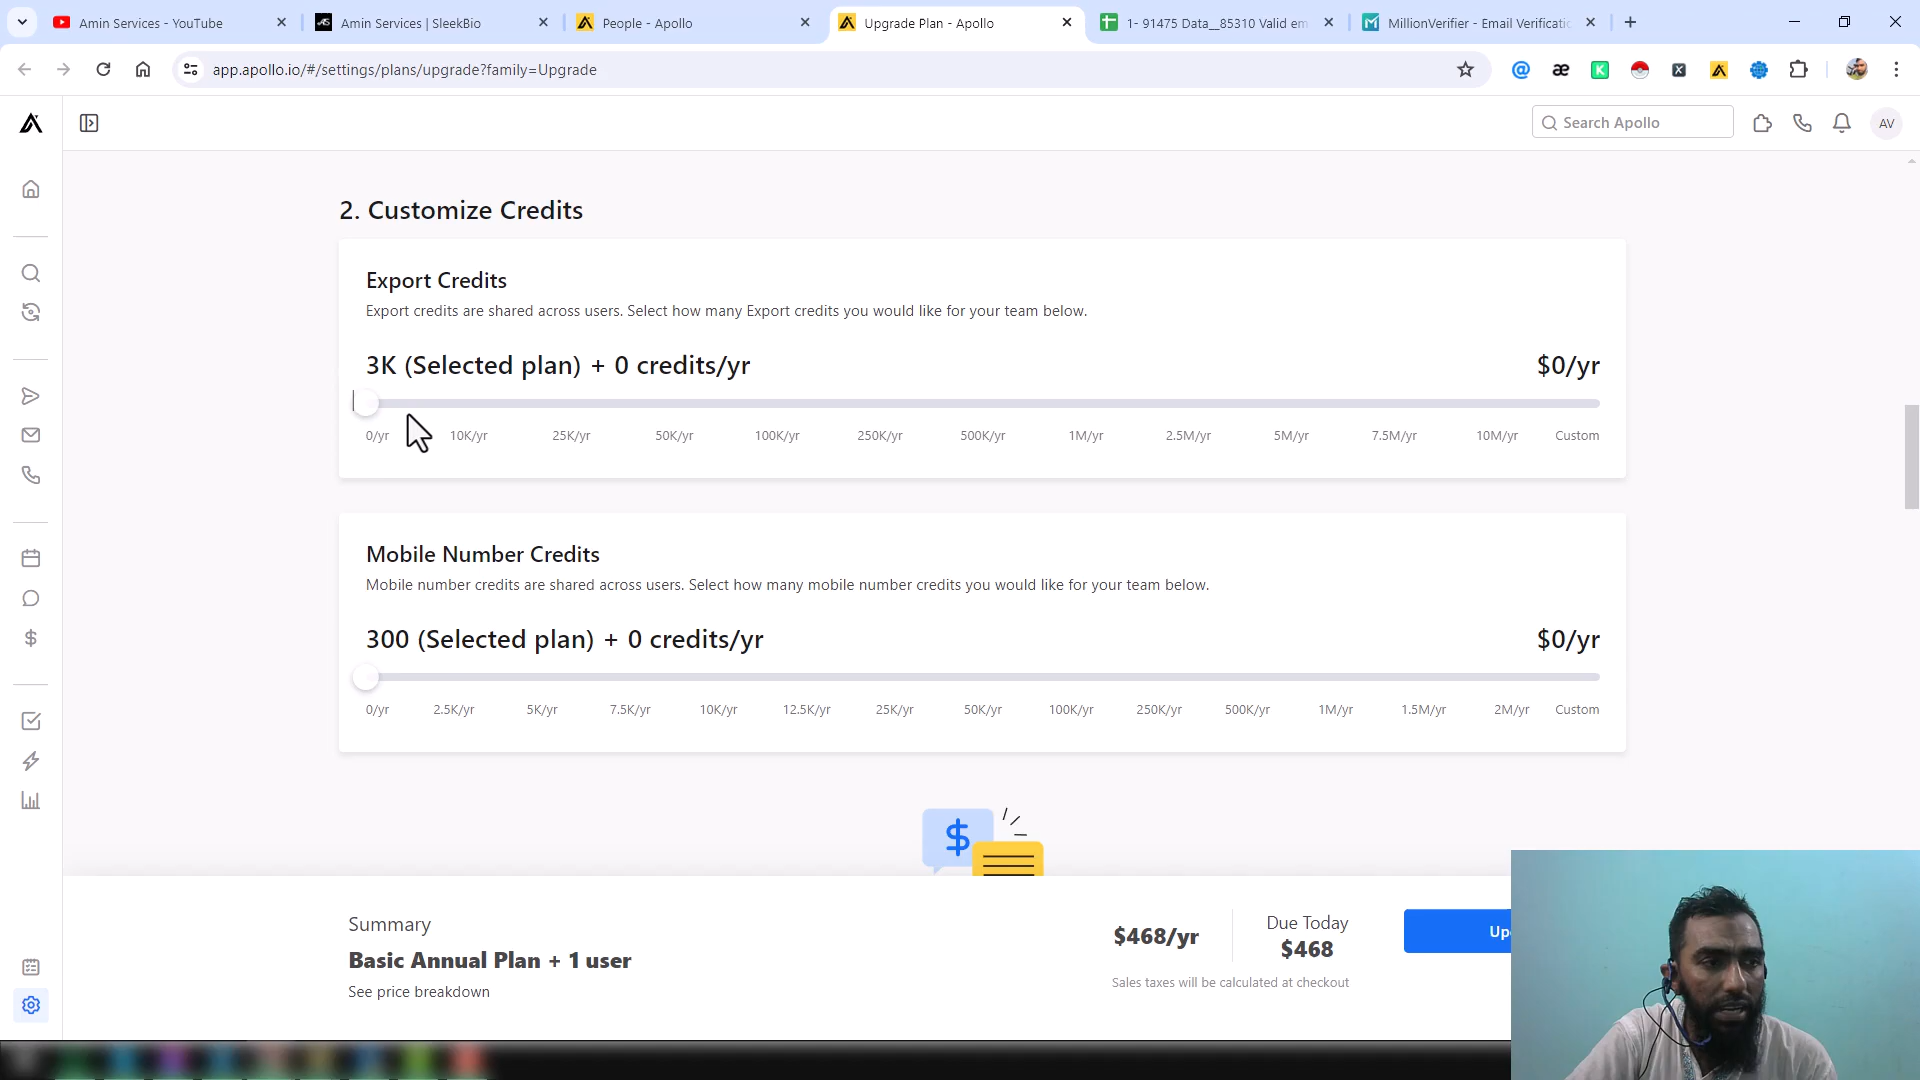 Amin Services - YouTube
Amin Services | SleekBio
People - Apollo
Upgrade Plan - Apollo
1- 91475 Data__85310 Valid em
MillionVerifier - Email Verificatio
app.apollo.io/#/settings/plans/upgrade?family=Upgrade
Search Apollo
AV
2. Customize Credits
Export Credits
Export credits are shared across users. Select how many Export credits you would like for your team below.
3K (Selected plan) + 0 credits/yr
$0/yr
0/yr 10K/yr 25K/yr 50K/yr 100K/yr 250K/yr 500K/yr 1M/yr 2.5M/yr 5M/yr 7.5M/yr 10M/yr Custom
Mobile Number Credits
Mobile number credits are shared across users. Select how many mobile number credits you would like for your team below.
300 (Selected plan) + 0 credits/yr
$0/yr
0/yr 2.5K/yr 5K/yr 7.5K/yr 10K/yr 12.5K/yr 25K/yr 50K/yr 100K/yr 250K/yr 500K/yr 1M/yr 1.5M/yr 2M/yr Custom
$
Summary
Basic Annual Plan + 1 user
See price breakdown
$468/yr
Due Today
$468
Sales taxes will be calculated at checkout